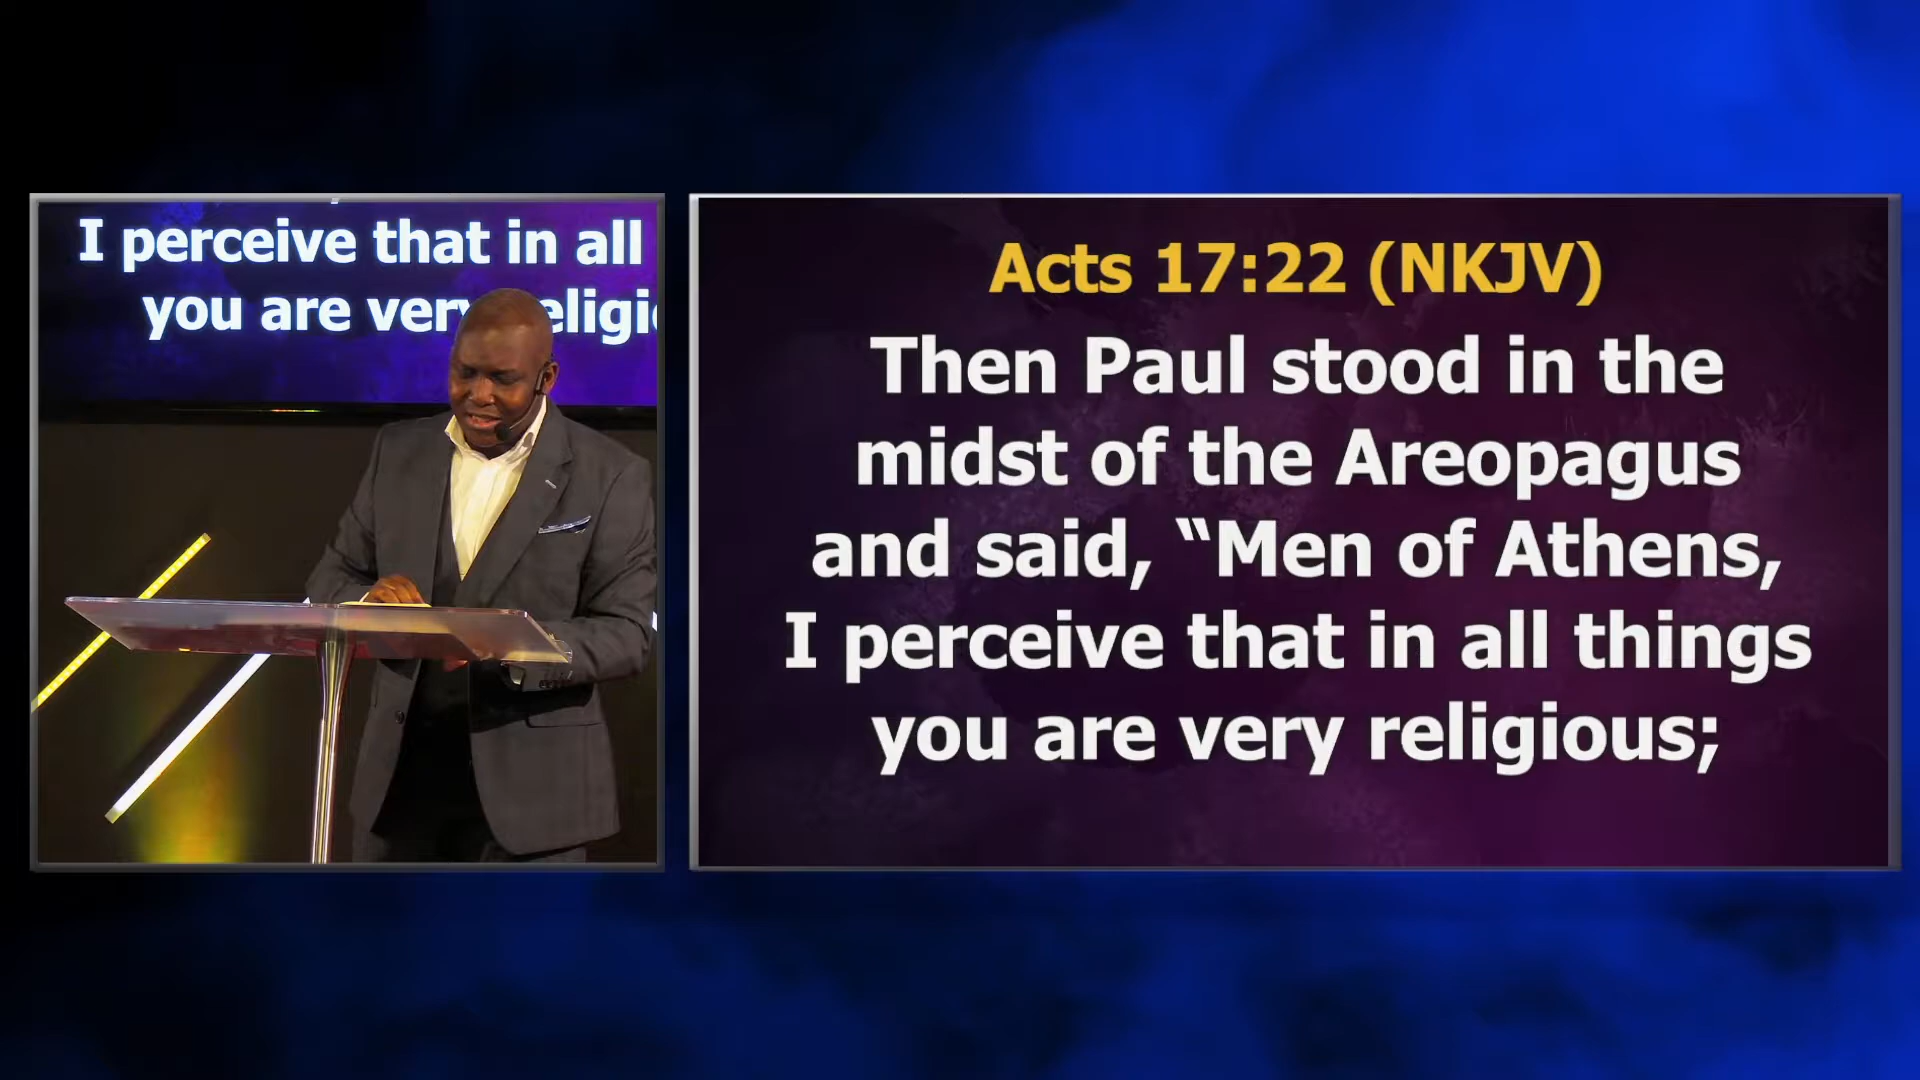 I perceive that in all
you are very
Acts 17:22 (NKJV)
Then Paul stood in the
midst of the Areopagus
and said, “Men of Athens,
I perceive that in all things
you are very religious;